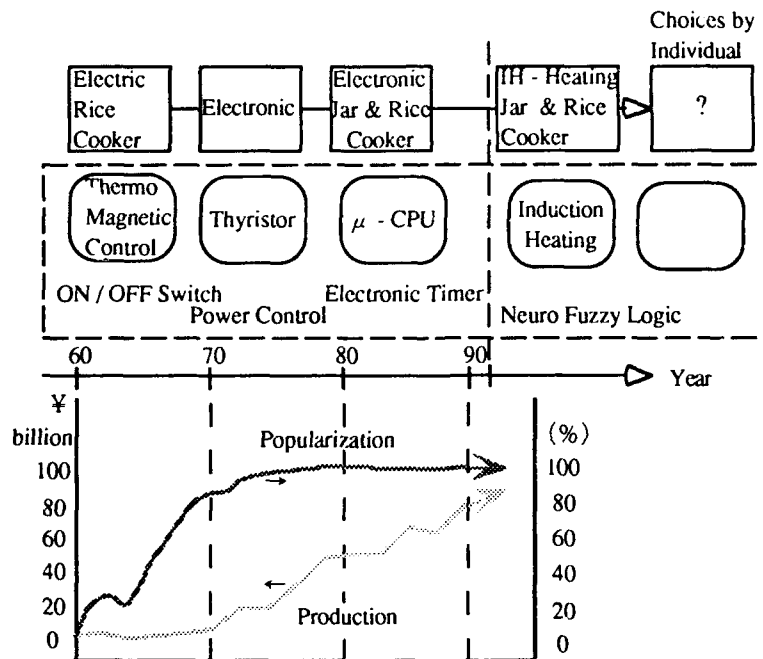 Choices by
Individual
Electric
Rice
Cooker
Electronic
Electronic
Jar & Rice
Cooker
IH - Heating
Jar & Rice
Cooker
?
Thermo
Magnetic
Control
Thyristor
μ - CPU
Induction
Heating
ON / OFF Switch
Electronic Timer
Power Control
Neuro Fuzzy Logic
60
70
80
90
Year
¥
billion
100
80
60
40
20
0
Popularization
Production
(%)
100
80
60
40
20
0